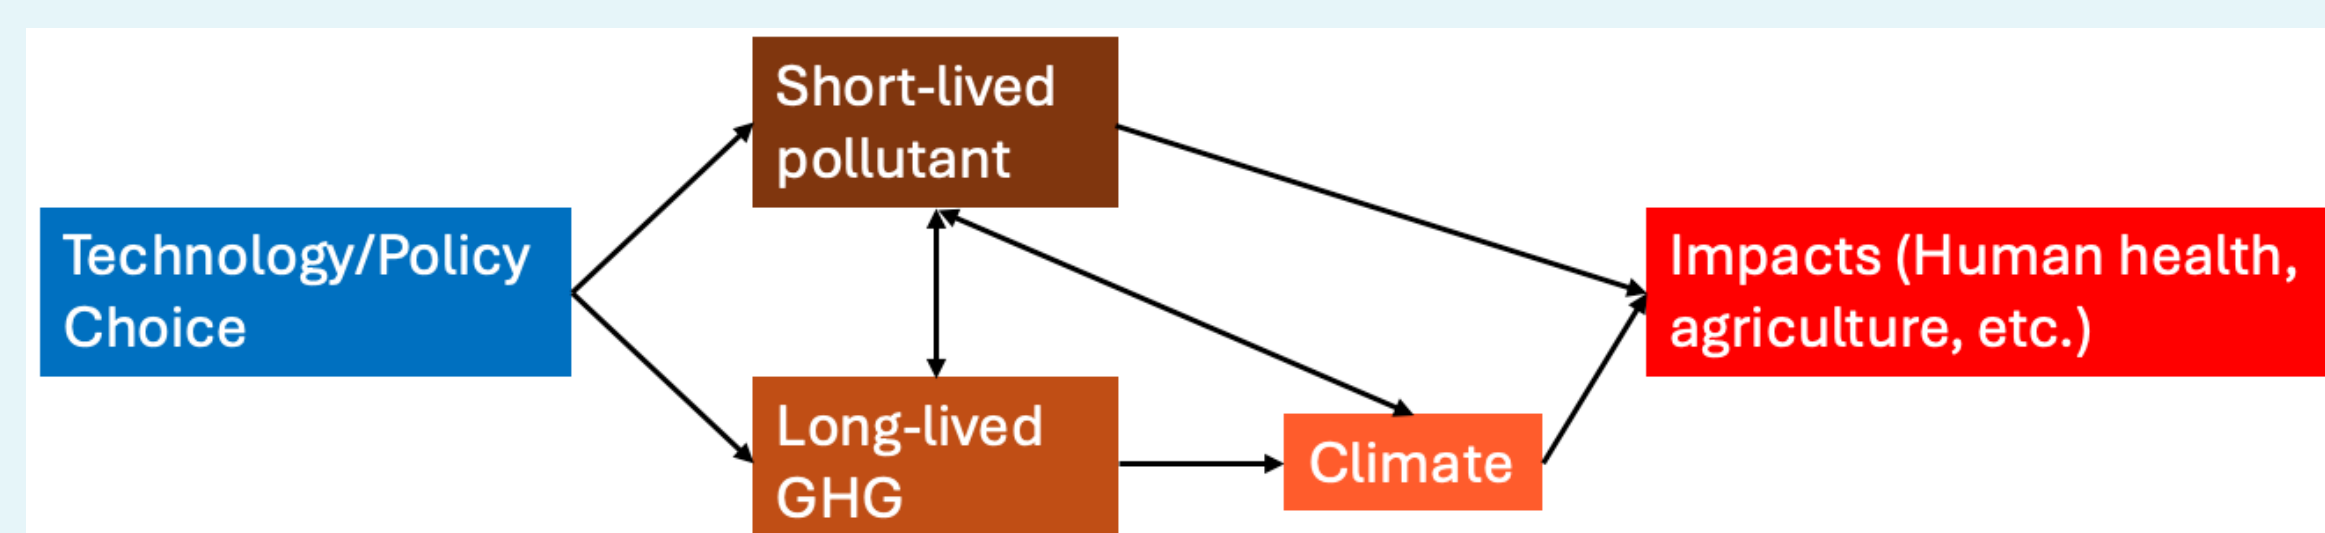 Short-lived
pollutant
Technology/Policy
Choice
Impacts (Human health,
agriculture, etc.)
Long-lived
GHG
Climate